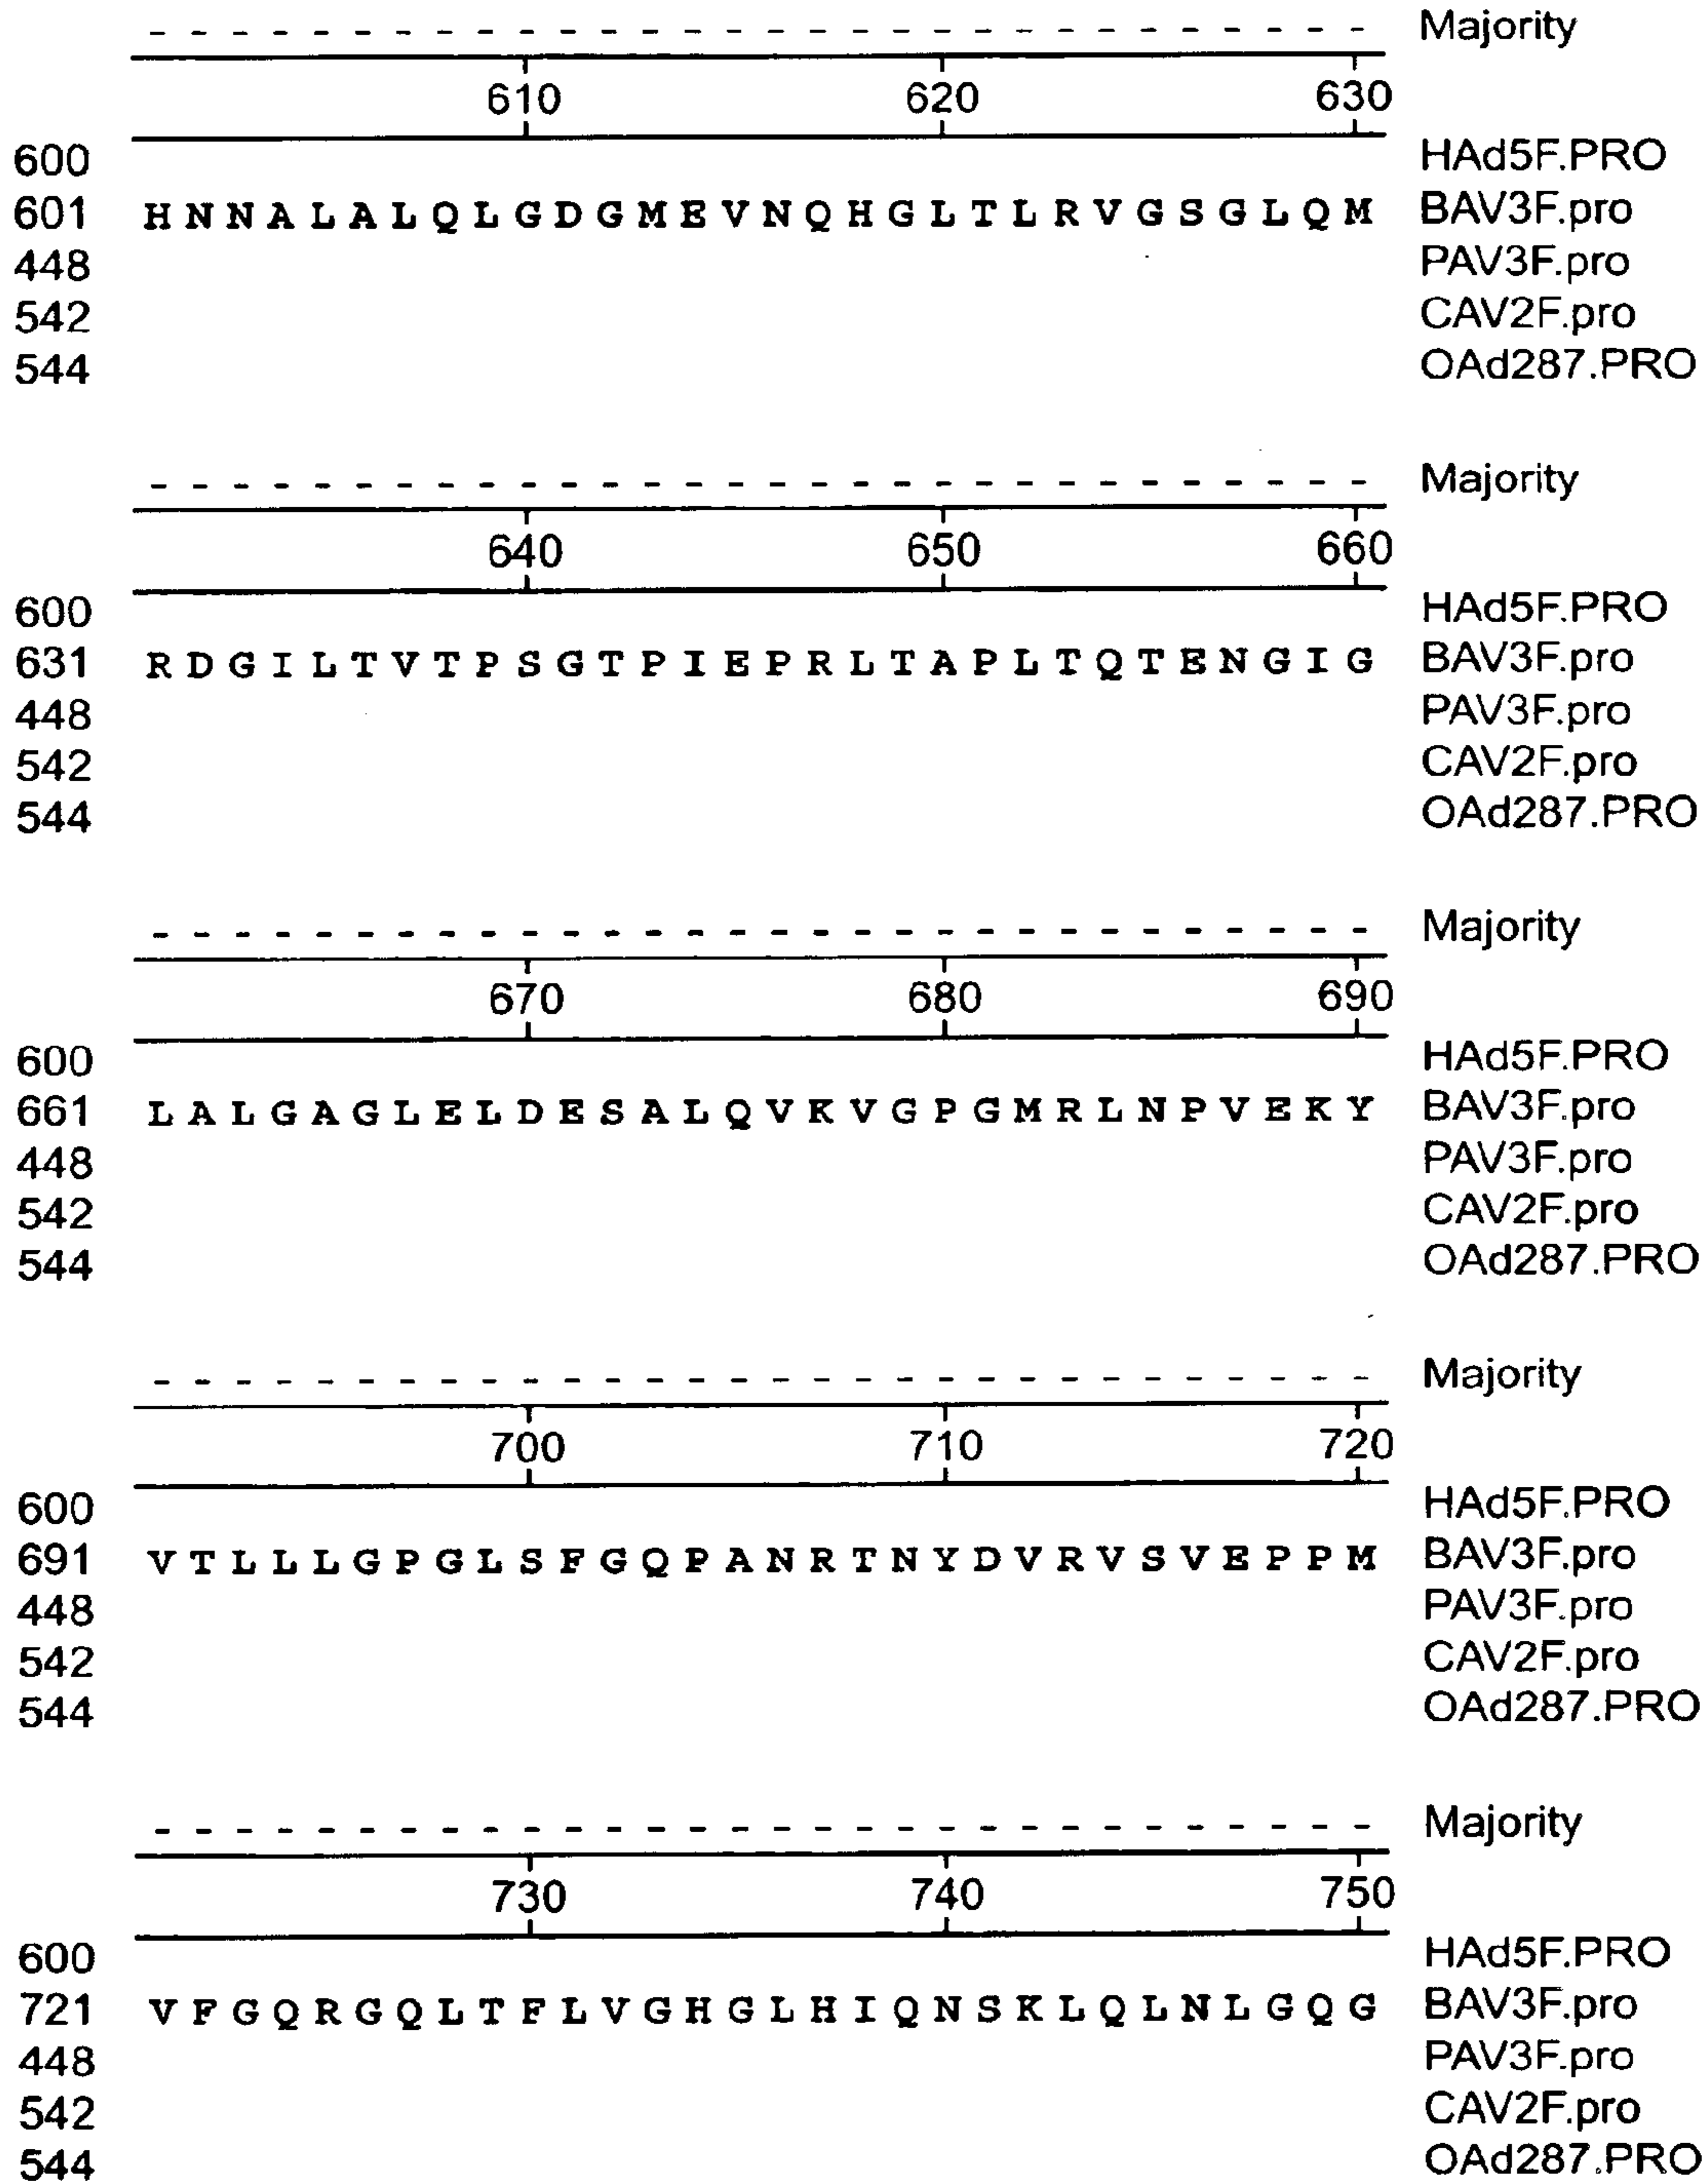 - - - - - - - - - - - - - - - - - - - - - - - - - - - - - - Majority
610 620 630
600 HAd5F.PRO
601 H N N A L A L Q L G D G M E V N Q H G L T L R V G S G L Q M BAV3F.pro
448 PAV3F.pro
542 CAV2F.pro
544 OAd287.PRO
- - - - - - - - - - - - - - - - - - - - - - - - - - - - - - Majority
640 650 660
600 HAd5F.PRO
631 R D G I L T V T P S G T P I E P R L T A P L T Q T E N G I G BAV3F.pro
448 PAV3F.pro
542 CAV2F.pro
544 OAd287.PRO
- - - - - - - - - - - - - - - - - - - - - - - - - - - - - - Majority
670 680 690
600 HAd5F.PRO
661 L A L G A G L E L D E S A L Q V K V G P G M R L N P V E K Y BAV3F.pro
448 PAV3F.pro
542 CAV2F.pro
544 OAd287.PRO
- - - - - - - - - - - - - - - - - - - - - - - - - - - - - - Majority
700 710 720
600 HAd5F.PRO
691 V T L L L G P G L S F G Q P A N R T N Y D V R V S V E P P M BAV3F.pro
448 PAV3F.pro
542 CAV2F.pro
544 OAd287.PRO
- - - - - - - - - - - - - - - - - - - - - - - - - - - - - - Majority
730 740 750
600 HAd5F.PRO
721 V F G Q R G Q L T F L V G H G L H I Q N S K L Q L N L G Q G BAV3F.pro
448 PAV3F.pro
542 CAV2F.pro
544 OAd287.PRO